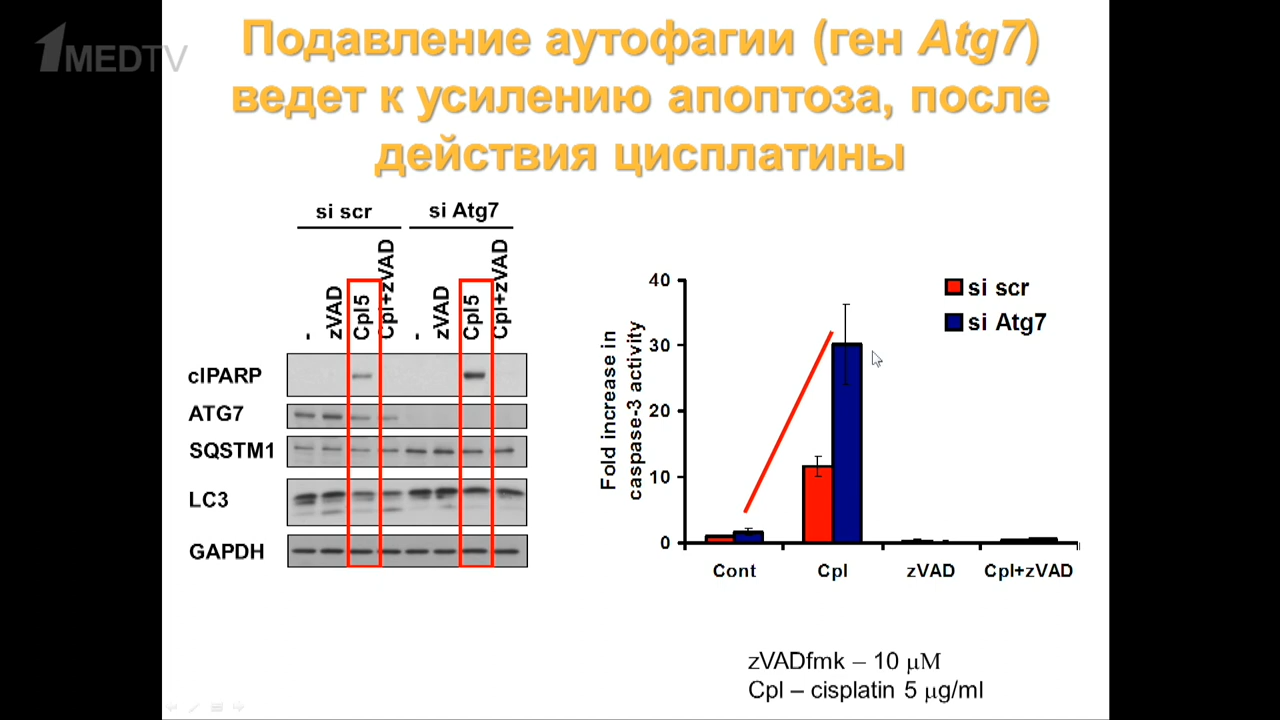 1MEDTV
Подавление аутофагии (ген Atg7)
ведет к усилению апоптоза, после
действия цисплатины
si scr
si Atg7
-
zVAD
Cpl5
Cpl+zVAD
-
zVAD
Cpl5
Cpl+zVAD
clPARP
ATG7
SQSTM1
LC3
GAPDH
Fold increase in
caspase-3 activity
40
30
20
10
0
si scr
si Atg7
Cont
Cpl
zVAD
Cpl+zVAD
zVADfmk – 10 μM
Cpl – cisplatin 5 μg/ml